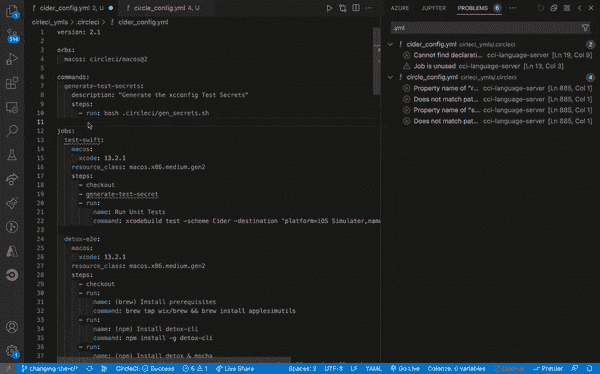 cider_config.yml 2, U
circle_config.yml 4, U
AZURE
JUPYTER
PROBLEMS 6
cirleci_ymls › .circleci › ! cider_config.yml
1 version: 2.1
2
3 orbs:
4 macos: circleci/macos@2
5
6 commands:
7 generate-test-secrets:
8 description: "Generate the xcconfig Test Secrets"
9 steps:
10 - run: bash .circleci/gen_secrets.sh
11
12 jobs:
13 test-swift:
14 macos:
15 xcode: 13.2.1
16 resource_class: macos.x86.medium.gen2
17 steps:
18 - checkout
19 - generate-test-secret
20 - run:
21 name: Run Unit Tests
22 command: xcodebuild test -scheme Cider -destination "platform=iOS Simulator,nam
23
24 detox-e2e:
25 macos:
26 xcode: 13.2.1
27 resource_class: macos.x86.medium.gen2
28 steps:
29 - checkout
30 - run:
31 name: (brew) Install prerequisites
32 command: brew tap wix/brew && brew install applesimutils
33 - run:
34 name: (npm) Install detox-cli
35 command: npm install -g detox-cli
36 - run:
37 name: (npm) Install detox & mocha
.yml
cider_config.yml cirleci_ymls/.circleci 2
Cannot find declarati... cci-language-server [Ln 19, Col 9]
Job is unused cci-language-server [Ln 13, Col 3]
circle_config.yml cirleci_ymls/.circleci 4
Property name of "r... cci-language-server [Ln 885, Col 1]
Does not match pat... cci-language-server [Ln 885, Col 1]
Property name of "s... cci-language-server [Ln 885, Col 1]
Does not match pat... cci-language-server [Ln 885, Col 1]
CircleCI: Success
5 1
Live Share
Spaces: 2
UTF-8
LF
YAML
Go Live
Colorize: 0 variables
Prettier